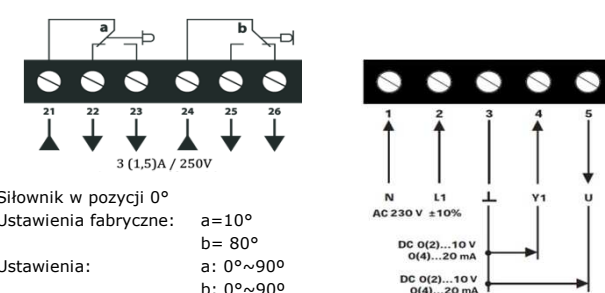 a b
21 22 23 24 25 26
3 (1,5)A / 250V
Siłownik w pozycji 0°
Ustawienia fabryczne: a=10°
b= 80°
Ustawienia: a: 0°~90º
b: 0°~90º
1 2 3 4 5
N L1 ⊥ Y1 U
AC 230 V ±10%
DC 0(2)...10 V
0(4)...20 mA
DC 0(2)...10 V
0(4)...20 mA